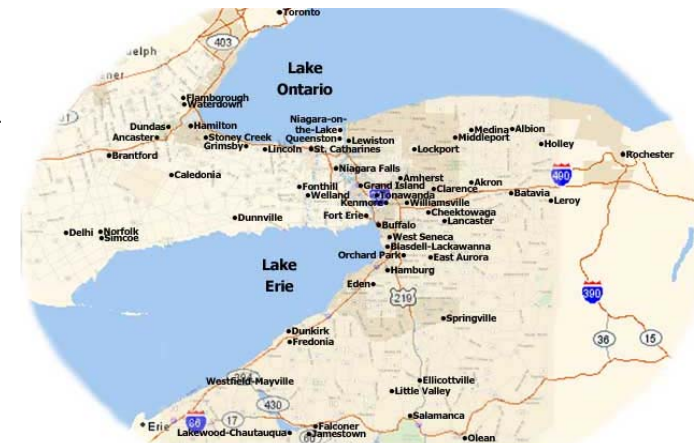 Toronto
403
Lake
Ontario
Flamborough
Waterdown
Dundas
Hamilton
Ancaster
Stoney Creek
Grimsby
Lincoln
Niagara-on
the-Lake
Queenston
Lewiston
St. Catharines
Medina
Albion
Middleport
Holley
Lockport
Rochester
Brantford
Caledonia
Niagara Falls
Amherst
490
Fonthill
Grand Island
Akron
Welland
Tonawanda
Clarence
Batavia
Kenmore
Williamsville
Leroy
Dunnville
Fort Erie
Cheektowaga
Lancaster
Buffalo
Delhi
Norfolk
Simcoe
West Seneca
Blasdell-Lackawanna
Orchard Park
East Aurora
Lake
Erie
Hamburg
Eden
219
390
Springville
Dunkirk
Fredonia
36
15
Westfield-Mayville
Ellicottville
Little Valley
430
17
Salamanca
Erie
Falconer
Lakewood-Chautauqua
Jamestown
60
Olean